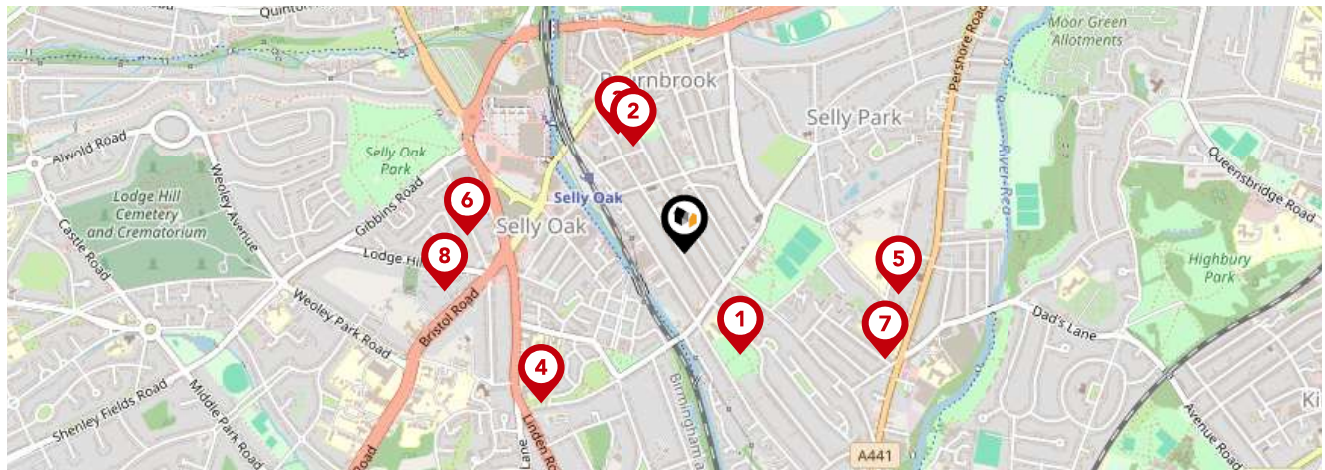 Quinton
Moor Green
Allotments
Pershore Road
Bournbrook
Selly Park
2
Alwold Road
Selly Oak
Park
River Rea
Queensbridge Road
Lodge Hill
Cemetery
and Crematorium
Weoley Avenue
Gibbins Road
Selly Oak
6
Selly Oak
Castle Road
Lodge Hill
8
5
Highbury
Park
Weoley Park Road
Bristol Road
1
7
Dad's Lane
4
Shenley Fields Road
Middle Park Road
Birmingham a
Linden Ro
Lane
Road
A441
Avenue Road
Ki